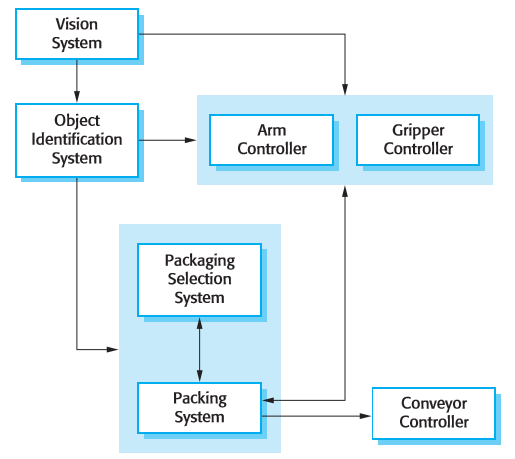 Vision
System
Object
Identification
System
Arm
Controller
Gripper
Controller
Packaging
Selection
System
Packing
System
Conveyor
Controller